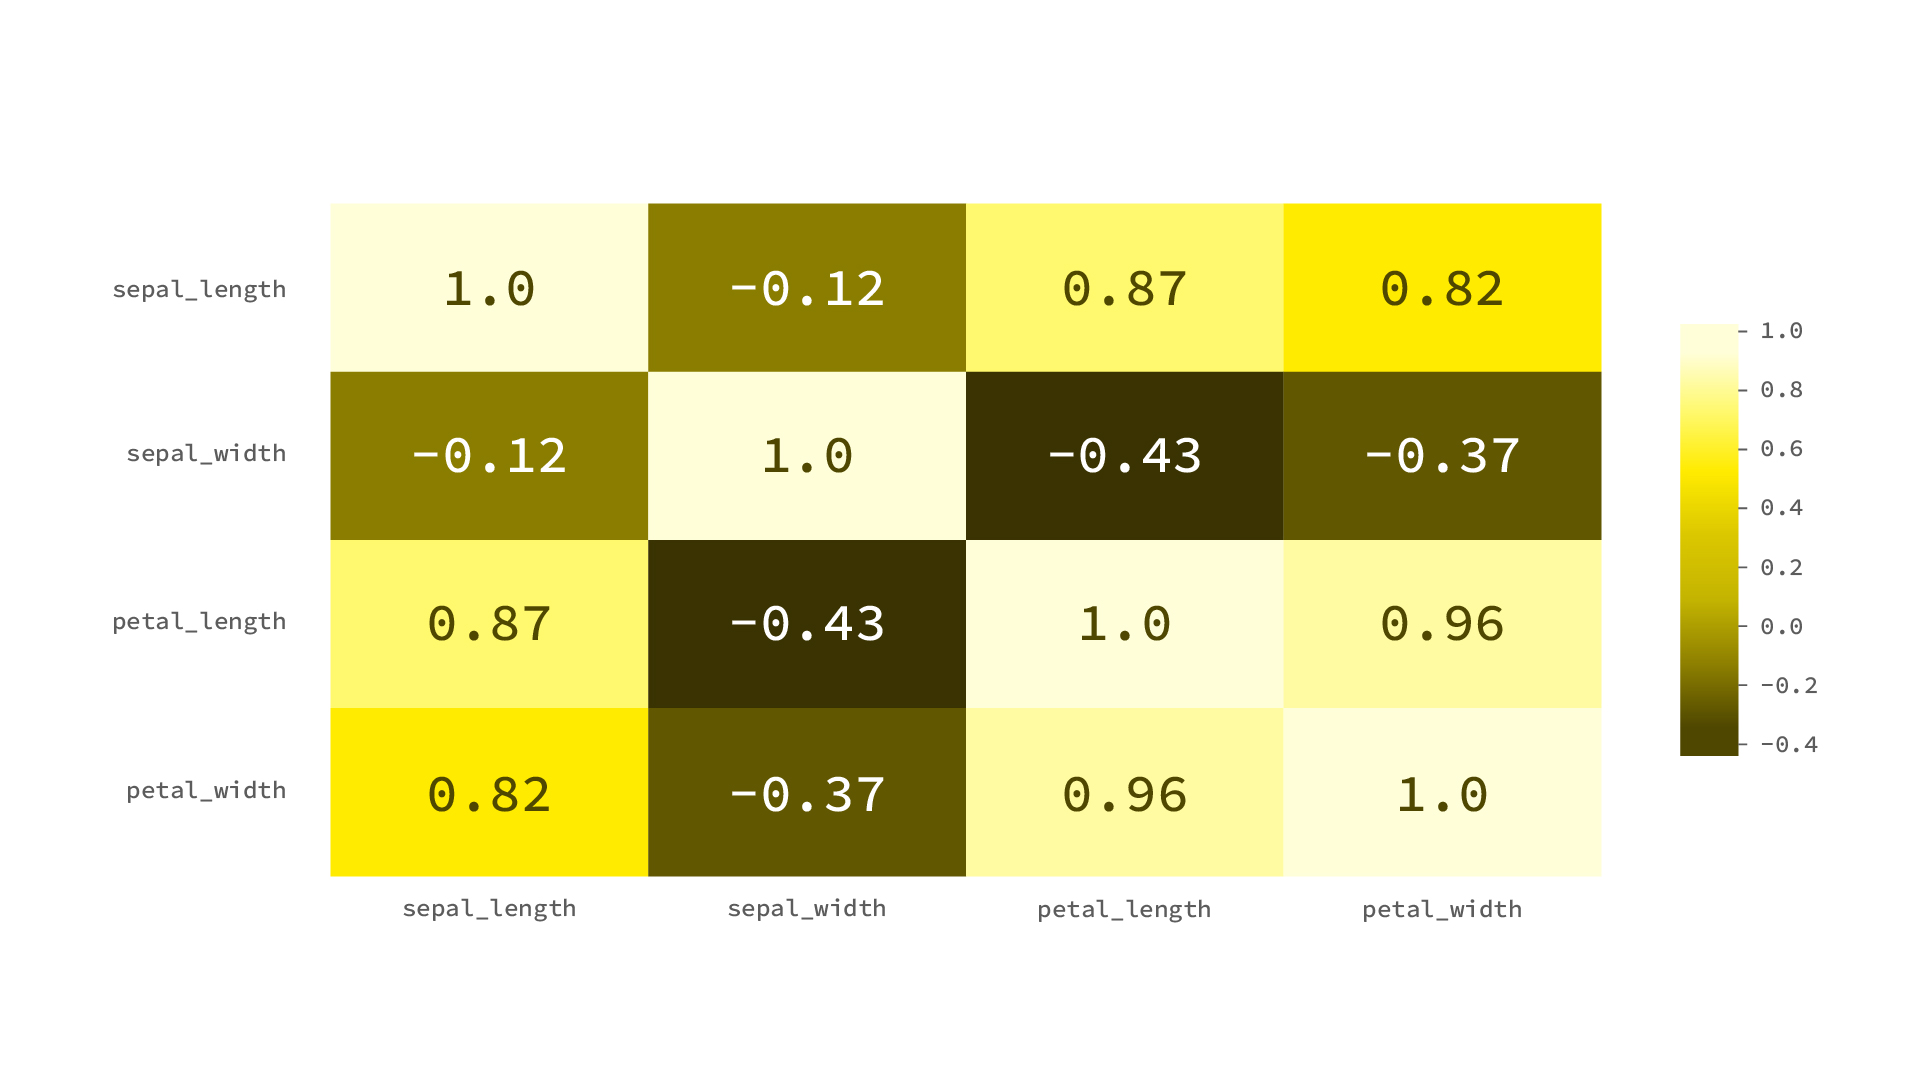 sepal_length 1.0 −0.12 0.87 0.82
sepal_width −0.12 1.0 −0.43 −0.37
petal_length 0.87 −0.43 1.0 0.96
petal_width 0.82 −0.37 0.96 1.0
sepal_length sepal_width petal_length petal_width
1.0
0.8
0.6
0.4
0.2
0.0
−0.2
−0.4